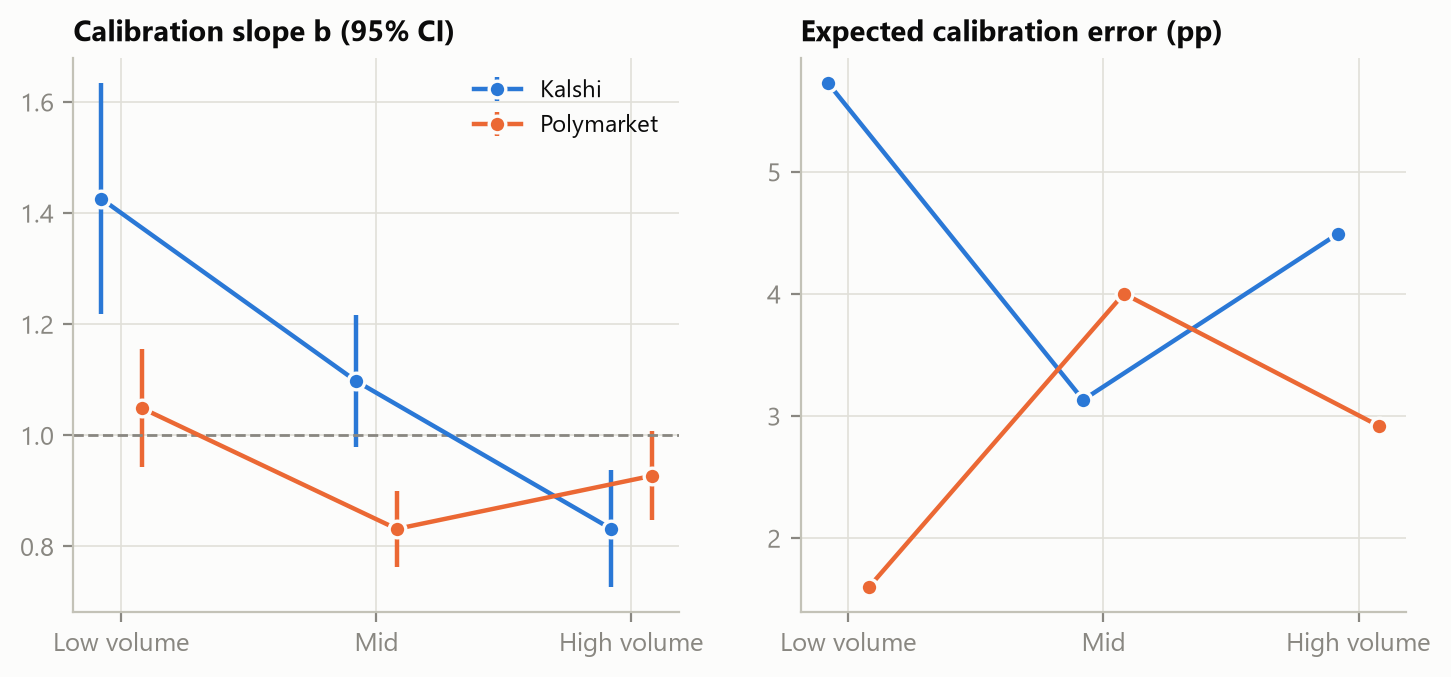 Calibration slope b (95% CI)
Kalshi
Polymarket
1.6
1.4
1.2
1.0
0.8
Low volume
Mid
High volume
Expected calibration error (pp)
5
4
3
2
Low volume
Mid
High volume